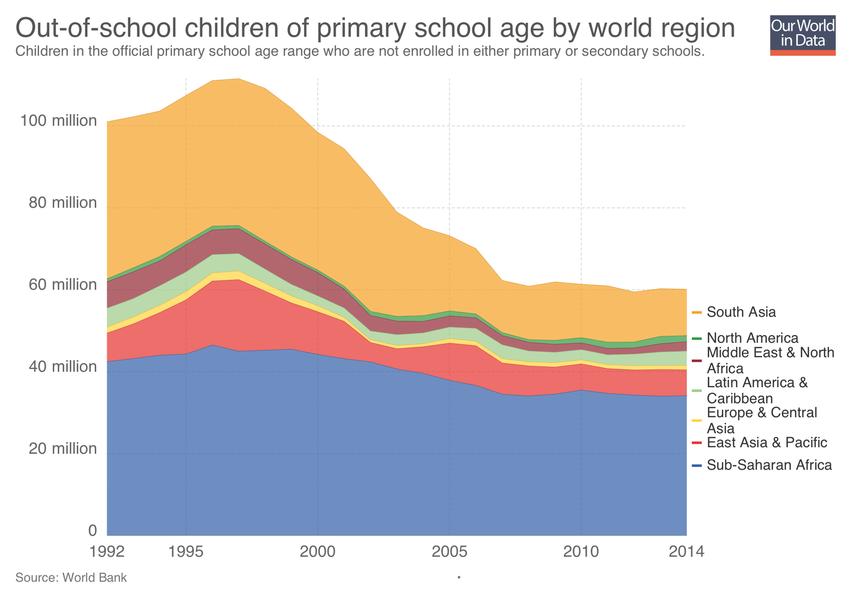 Out-of-school children of primary school age by world region
Children in the official primary school age range who are not enrolled in either primary or secondary schools.
Our World
in Data
100 million
80 million
60 million
40 million
20 million
0
1992
1995
2000
2005
2010
2014
South Asia
North America
Middle East & North
Africa
Latin America &
Caribbean
Europe & Central
Asia
East Asia & Pacific
Sub-Saharan Africa
Source: World Bank